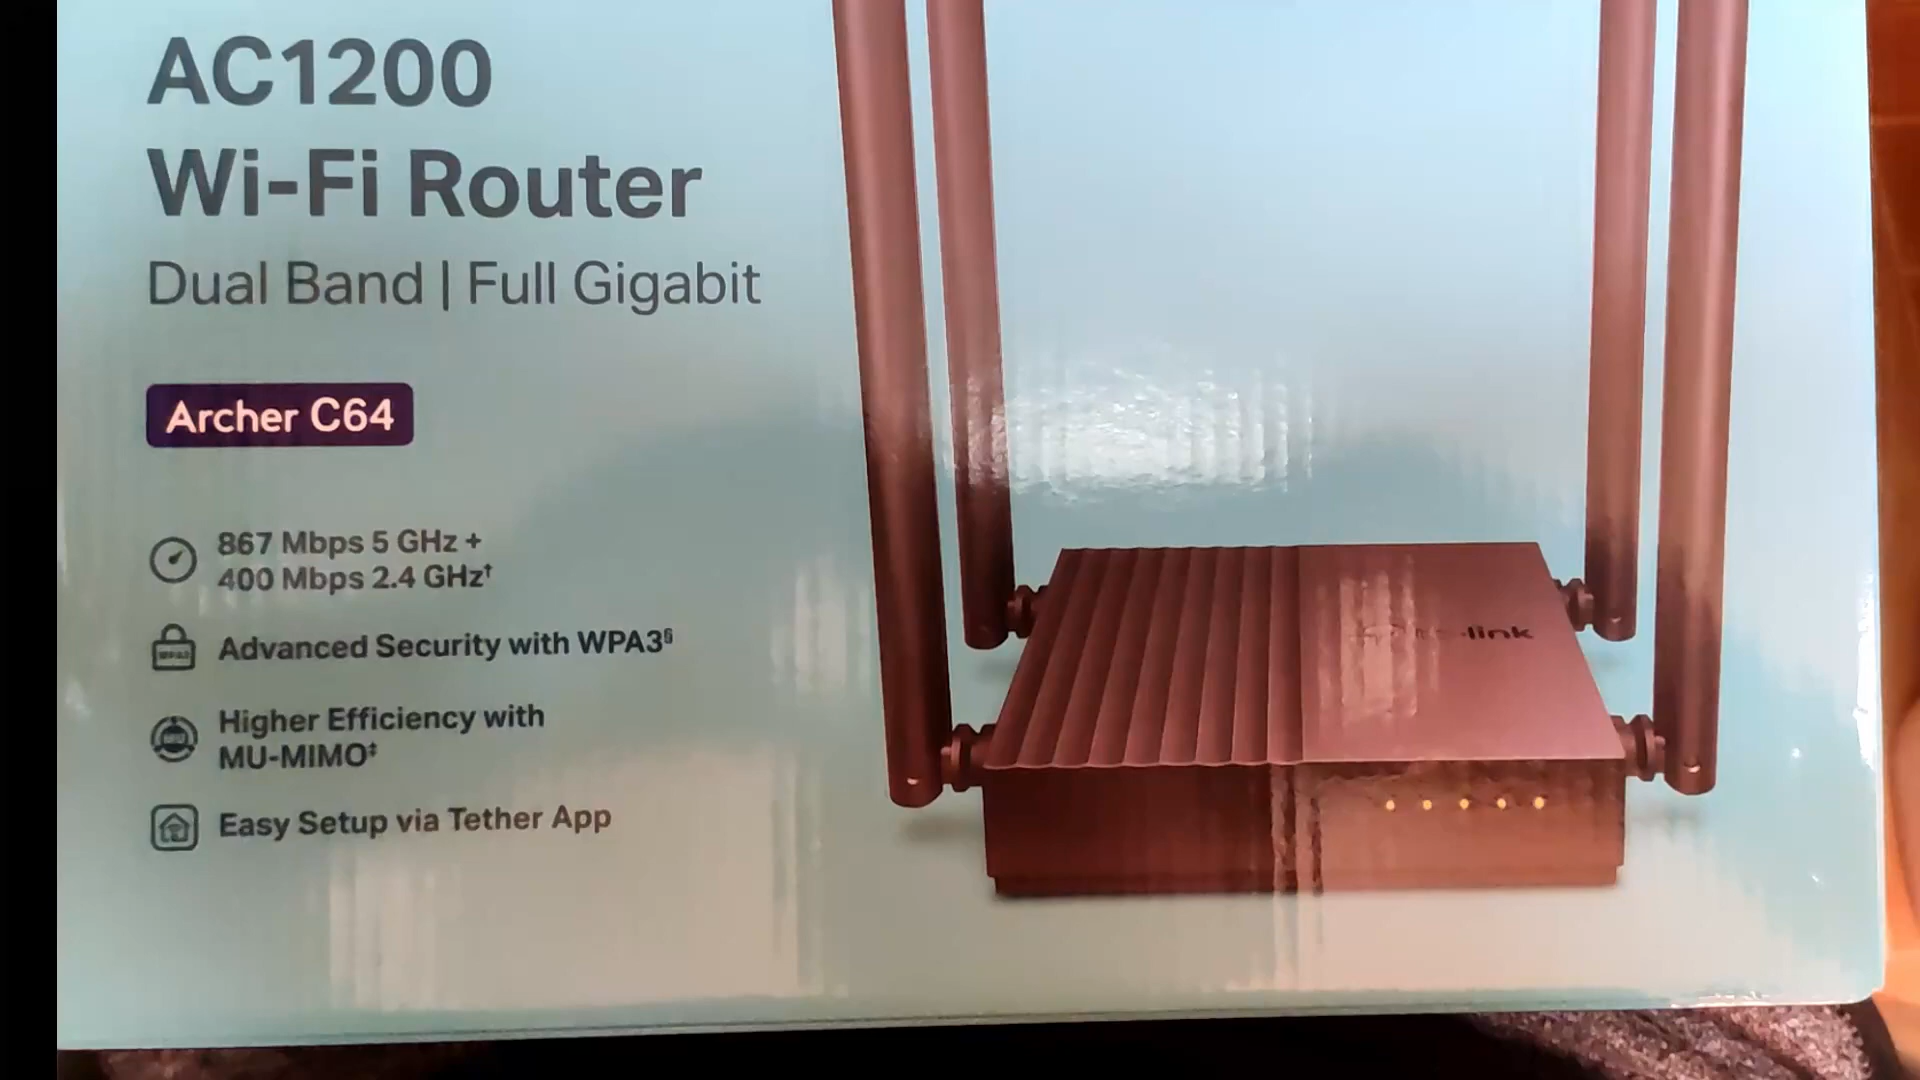 AC1200
Wi-Fi Router
Dual Band | Full Gigabit
Archer C64
867 Mbps 5 GHz +
400 Mbps 2.4 GHz†
Advanced Security with WPA3§
Higher Efficiency with
MU-MIMO‡
Easy Setup via Tether App
-link